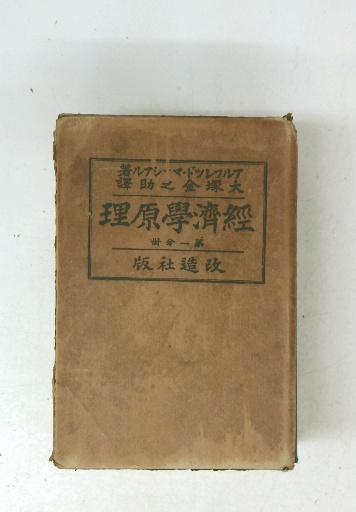 アルフレッド・マーシアル著
大塚金之助譯
經濟學原理
第一分冊
改造社版